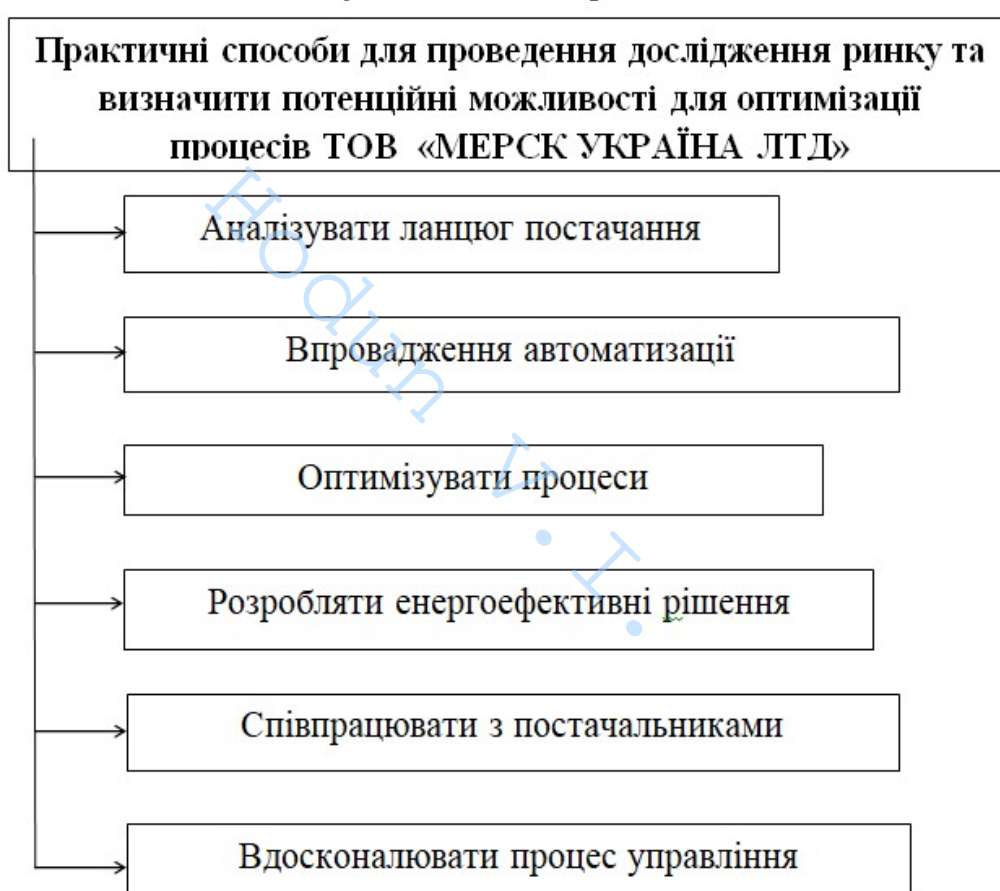 Практичні способи для проведення дослідження ринку та
визначити потенційні можливості для оптимізації
процесів ТОВ «МЕРСК УКРАЇНА ЛТД»
Аналізувати ланцюг постачання
Впровадження автоматизації
Оптимізувати процеси
Розробляти енергоефективні рішення
Співпрацювати з постачальниками
Вдосконалювати процес управління
Hodun V.I.